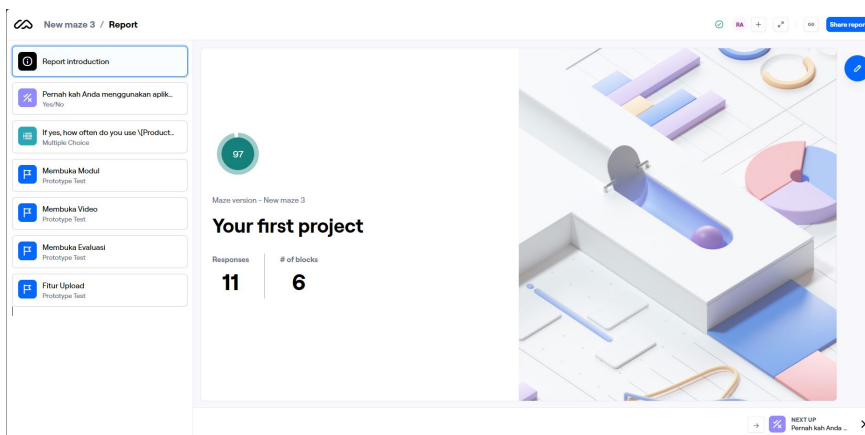 New maze 3 / Report
RA
Share report
Report introduction
Pernah kah Anda menggunakan aplik...
Yes/No
If yes, how often do you use \[Product...
Multiple Choice
Membuka Modul
Prototype Test
Membuka Video
Prototype Test
Membuka Evaluasi
Prototype Test
Fitur Upload
Prototype Test
97
Maze version - New maze 3
Your first project
Responses
# of blocks
11
6
NEXT UP
Pernah kah Anda ...